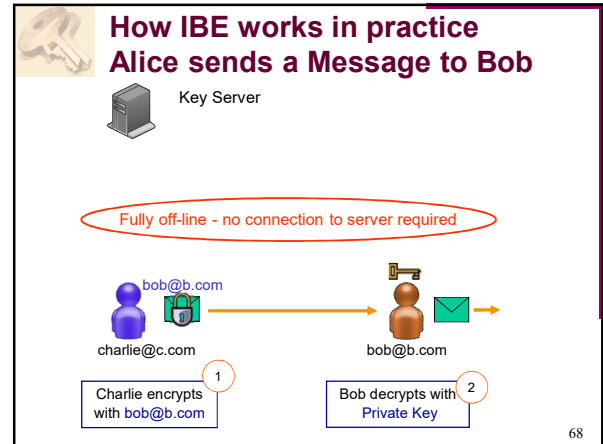 How IBE works in practice
Alice sends a Message to Bob
Key Server
Fully off-line - no connection to server required
bob@b.com
charlie@c.com
bob@b.com
1
Charlie encrypts
with bob@b.com
2
Bob decrypts with
Private Key
68